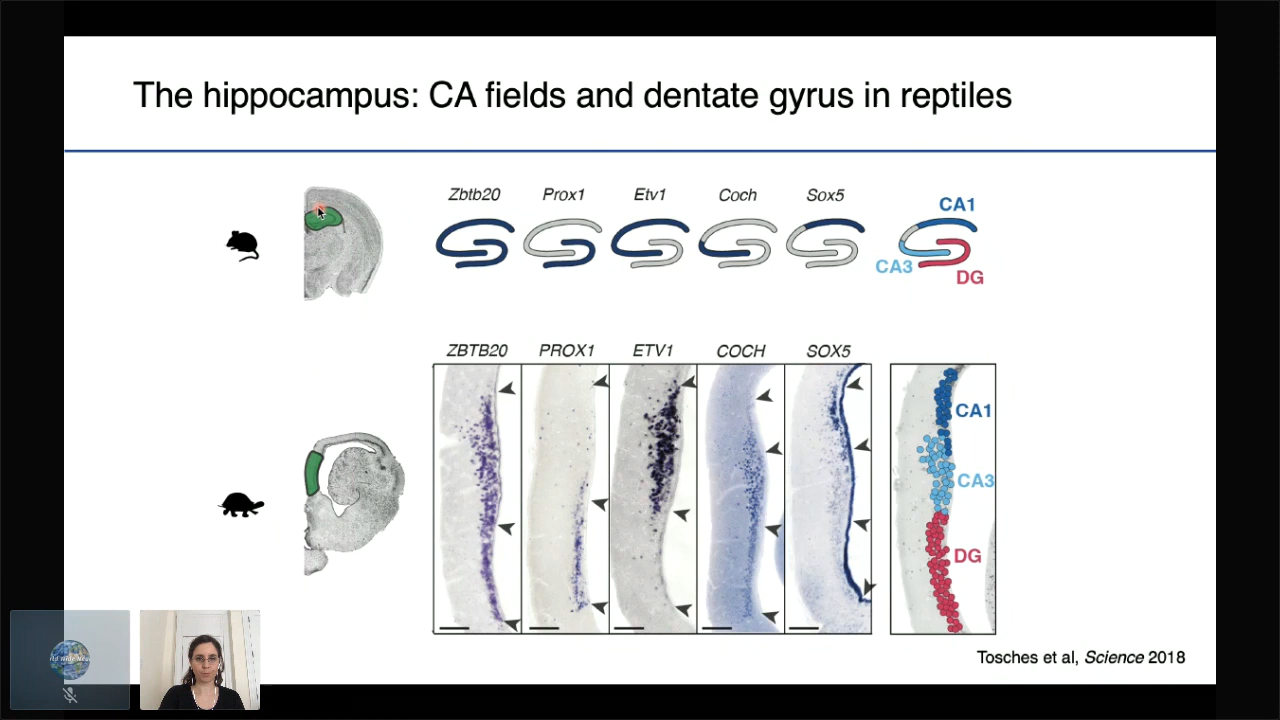 The hippocampus: CA fields and dentate gyrus in reptiles
Zbtb20 Prox1 Etv1 Coch Sox5
CA1
CA3
DG
ZBTB20 PROX1 ETV1 COCH SOX5
CA1
CA3
DG
Tosches et al, Science 2018